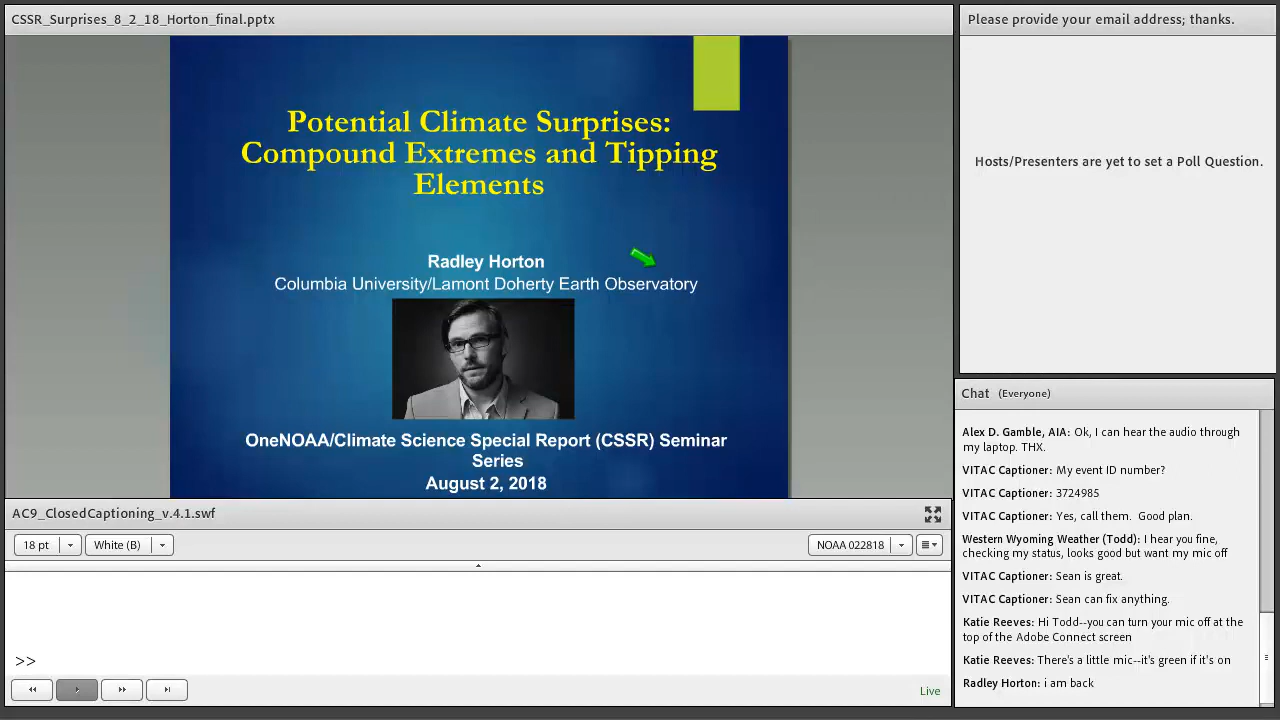 CSSR_Surprises_8_2_18_Horton_final.pptx
Potential Climate Surprises:
Compound Extremes and Tipping
Elements
Radley Horton
Columbia University/Lamont Doherty Earth Observatory
OneNOAA/Climate Science Special Report (CSSR) Seminar
Series
August 2, 2018
AC9_ClosedCaptioning_v.4.1.swf
18 pt
White (B)
NOAA 022818
>>
Live
Please provide your email address; thanks.
Hosts/Presenters are yet to set a Poll Question.
Chat (Everyone)
Alex D. Gamble, AIA: Ok, I can hear the audio through
my laptop. THX.
VITAC Captioner: My event ID number?
VITAC Captioner: 3724985
VITAC Captioner: Yes, call them.  Good plan.
Western Wyoming Weather (Todd): I hear you fine,
checking my status, looks good but want my mic off
VITAC Captioner: Sean is great.
VITAC Captioner: Sean can fix anything.
Katie Reeves: Hi Todd--you can turn your mic off at the
top of the Adobe Connect screen
Katie Reeves: There's a little mic--it's green if it's on
Radley Horton: i am back